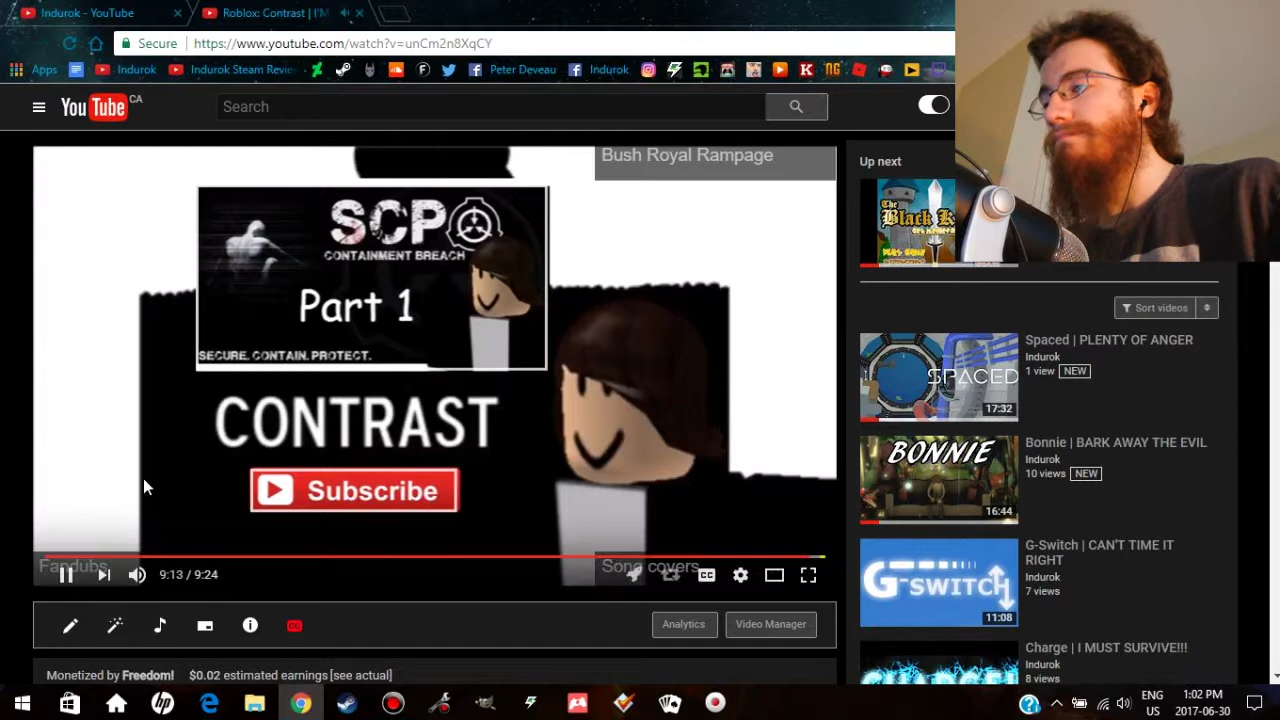 Indurok - YouTube
Roblox: Contrast | I'M
Secure
https://www.youtube.com/watch?v=unCm2n8XqCY
Apps
Indurok
Indurok Steam Revie
Peter Deveau
Indurok
YouTube CA
Search
Bush Royal Rampage
SCP
CONTAINMENT BREACH
Part 1
SECURE. CONTAIN. PROTECT.
CONTRAST
Subscribe
Fandubs
Song covers
9:13 / 9:24
CC
CC
Analytics
Video Manager
Monetized by Freedom! $0.02 estimated earnings [see actual]
Up next
The
Black K
Sort videos
SPACED
17:32
Spaced | PLENTY OF ANGER
Indurok
1 view NEW
BONNIE
16:44
Bonnie | BARK AWAY THE EVIL
Indurok
10 views NEW
G-SWITCH
11:08
G-Switch | CAN'T TIME IT
RIGHT
Indurok
7 views
Charge | I MUST SURVIVE!!!
Indurok
8 views
ENG
US
1:02 PM
2017-06-30